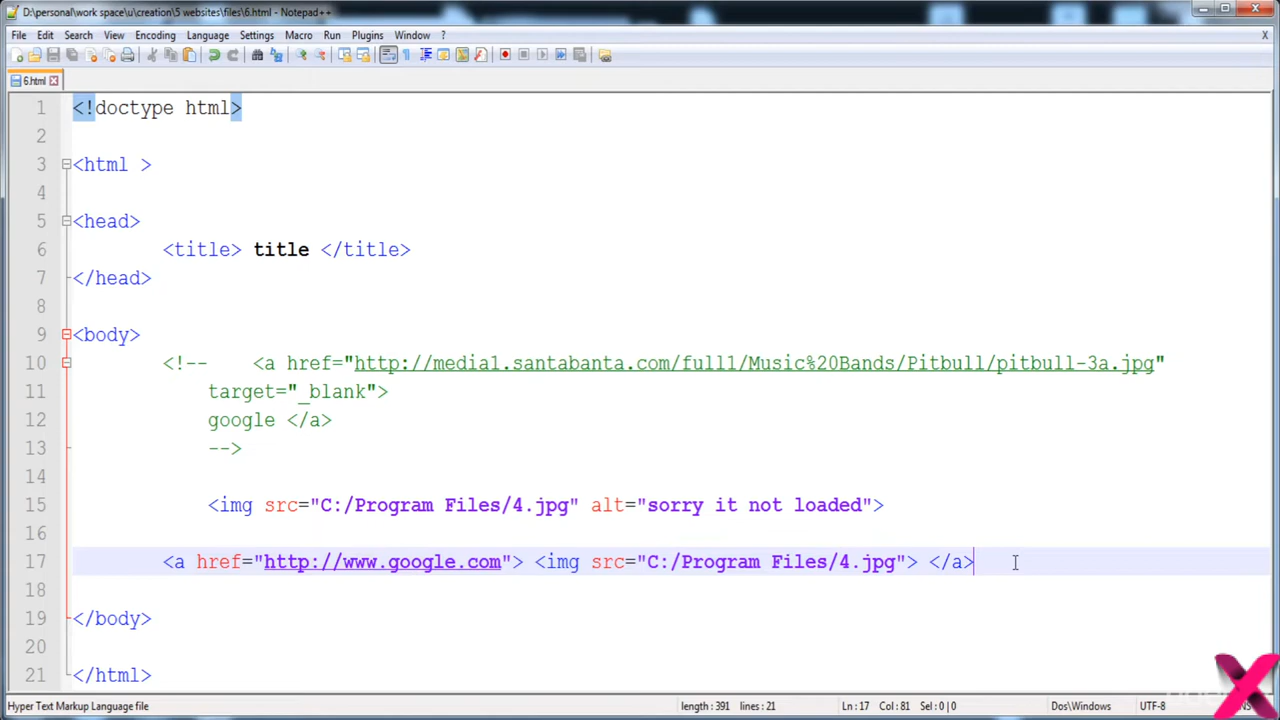 D:\personal\work space\u\creation\5 websites\files\6.html - Notepad++
File Edit Search View Encoding Language Settings Macro Run Plugins Window ? X
6.html
1 <!doctype html>
2
3 <html >
4
5 <head>
6 <title> title </title>
7 </head>
8
9 <body>
10 <!-- <a href="http://media1.santabanta.com/full1/Music%20Bands/Pitbull/pitbull-3a.jpg"
11 target="_blank">
12 google </a>
13 -->
14
15 <img src="C:/Program Files/4.jpg" alt="sorry it not loaded">
16
17 <a href="http://www.google.com"> <img src="C:/Program Files/4.jpg"> </a>
18
19 </body>
20
21 </html>
Hyper Text Markup Language file length : 391 lines : 21 Ln : 17 Col : 81 Sel : 0 | 0 Dos\Windows UTF-8